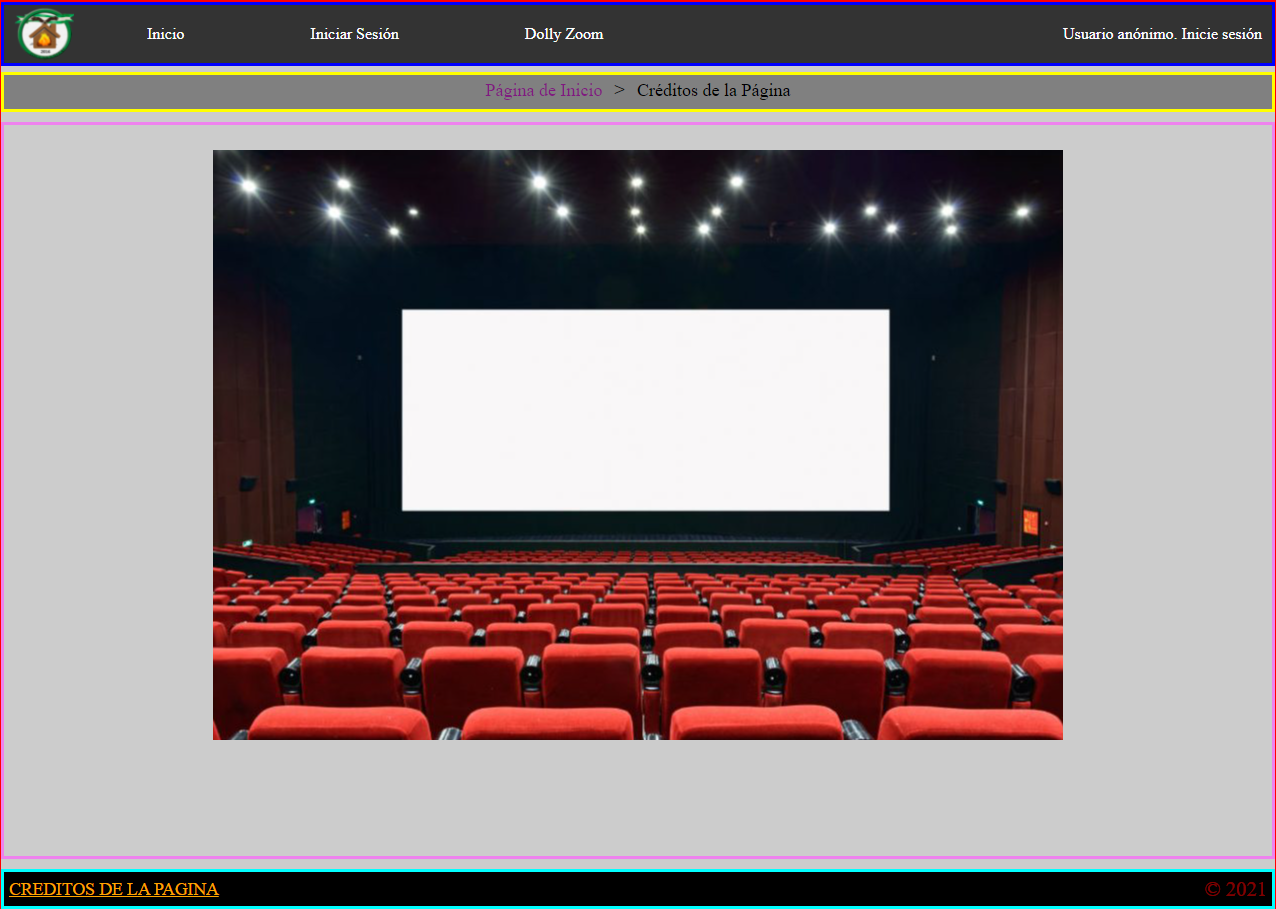 Inicio Iniciar Sesión Dolly Zoom Usuario anónimo. Inicie sesión
Página de Inicio > Créditos de la Página
CREDITOS DE LA PAGINA © 2021